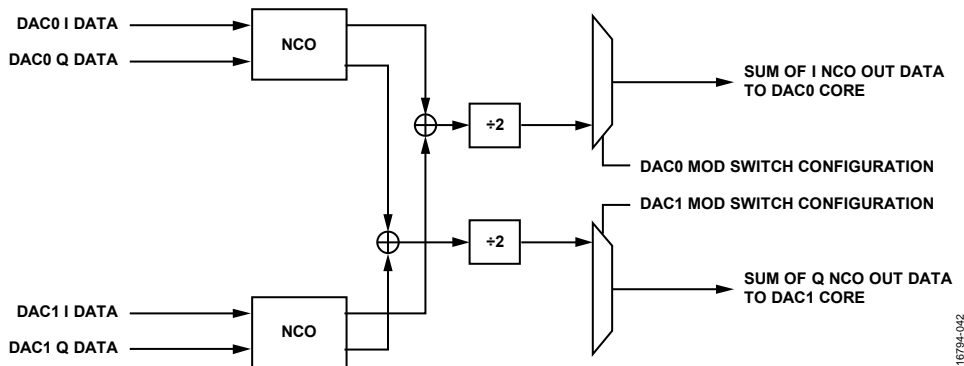 DAC0 I DATA
DAC0 Q DATA
NCO
÷2
SUM OF I NCO OUT DATA
TO DAC0 CORE
DAC0 MOD SWITCH CONFIGURATION
DAC1 MOD SWITCH CONFIGURATION
÷2
SUM OF Q NCO OUT DATA
TO DAC1 CORE
DAC1 I DATA
DAC1 Q DATA
NCO
16794-042